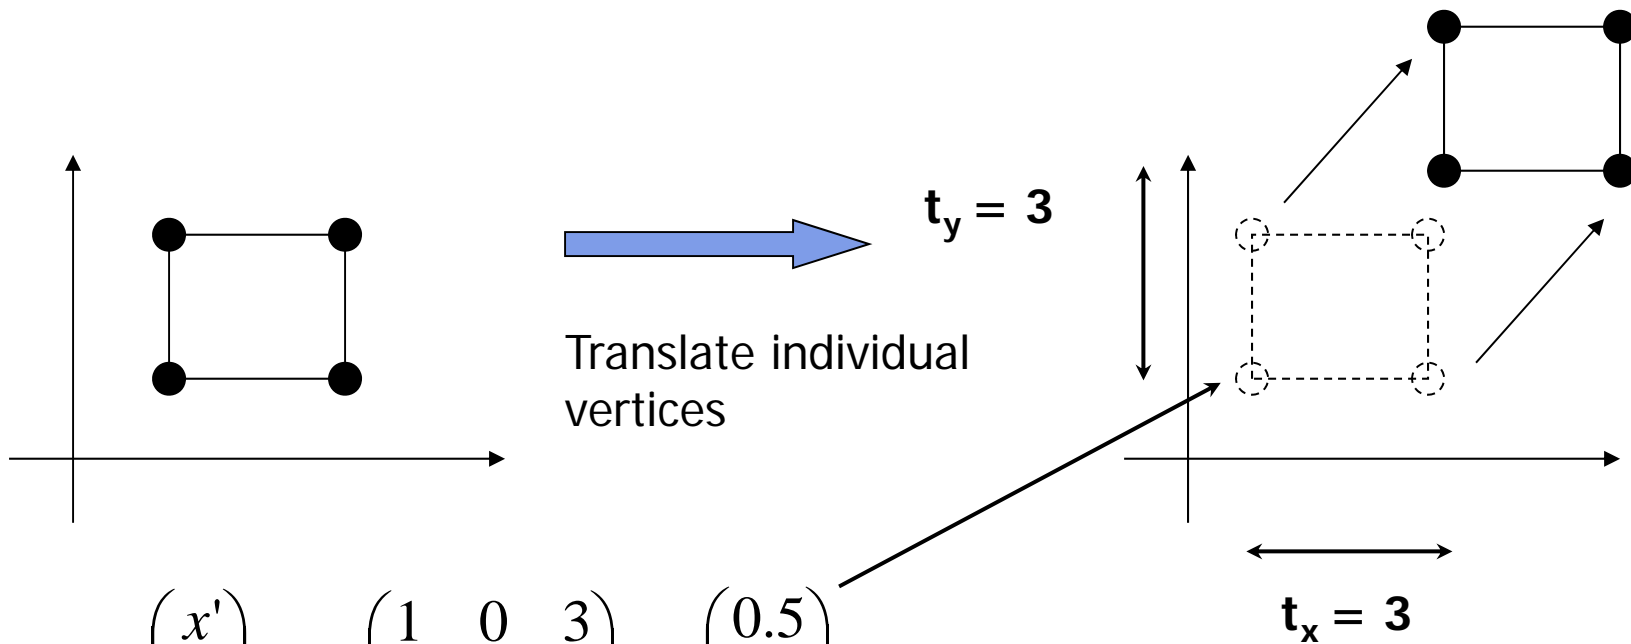 t_y = 3
Translate individual
vertices
x' 1 0 3 0.5
t_x = 3